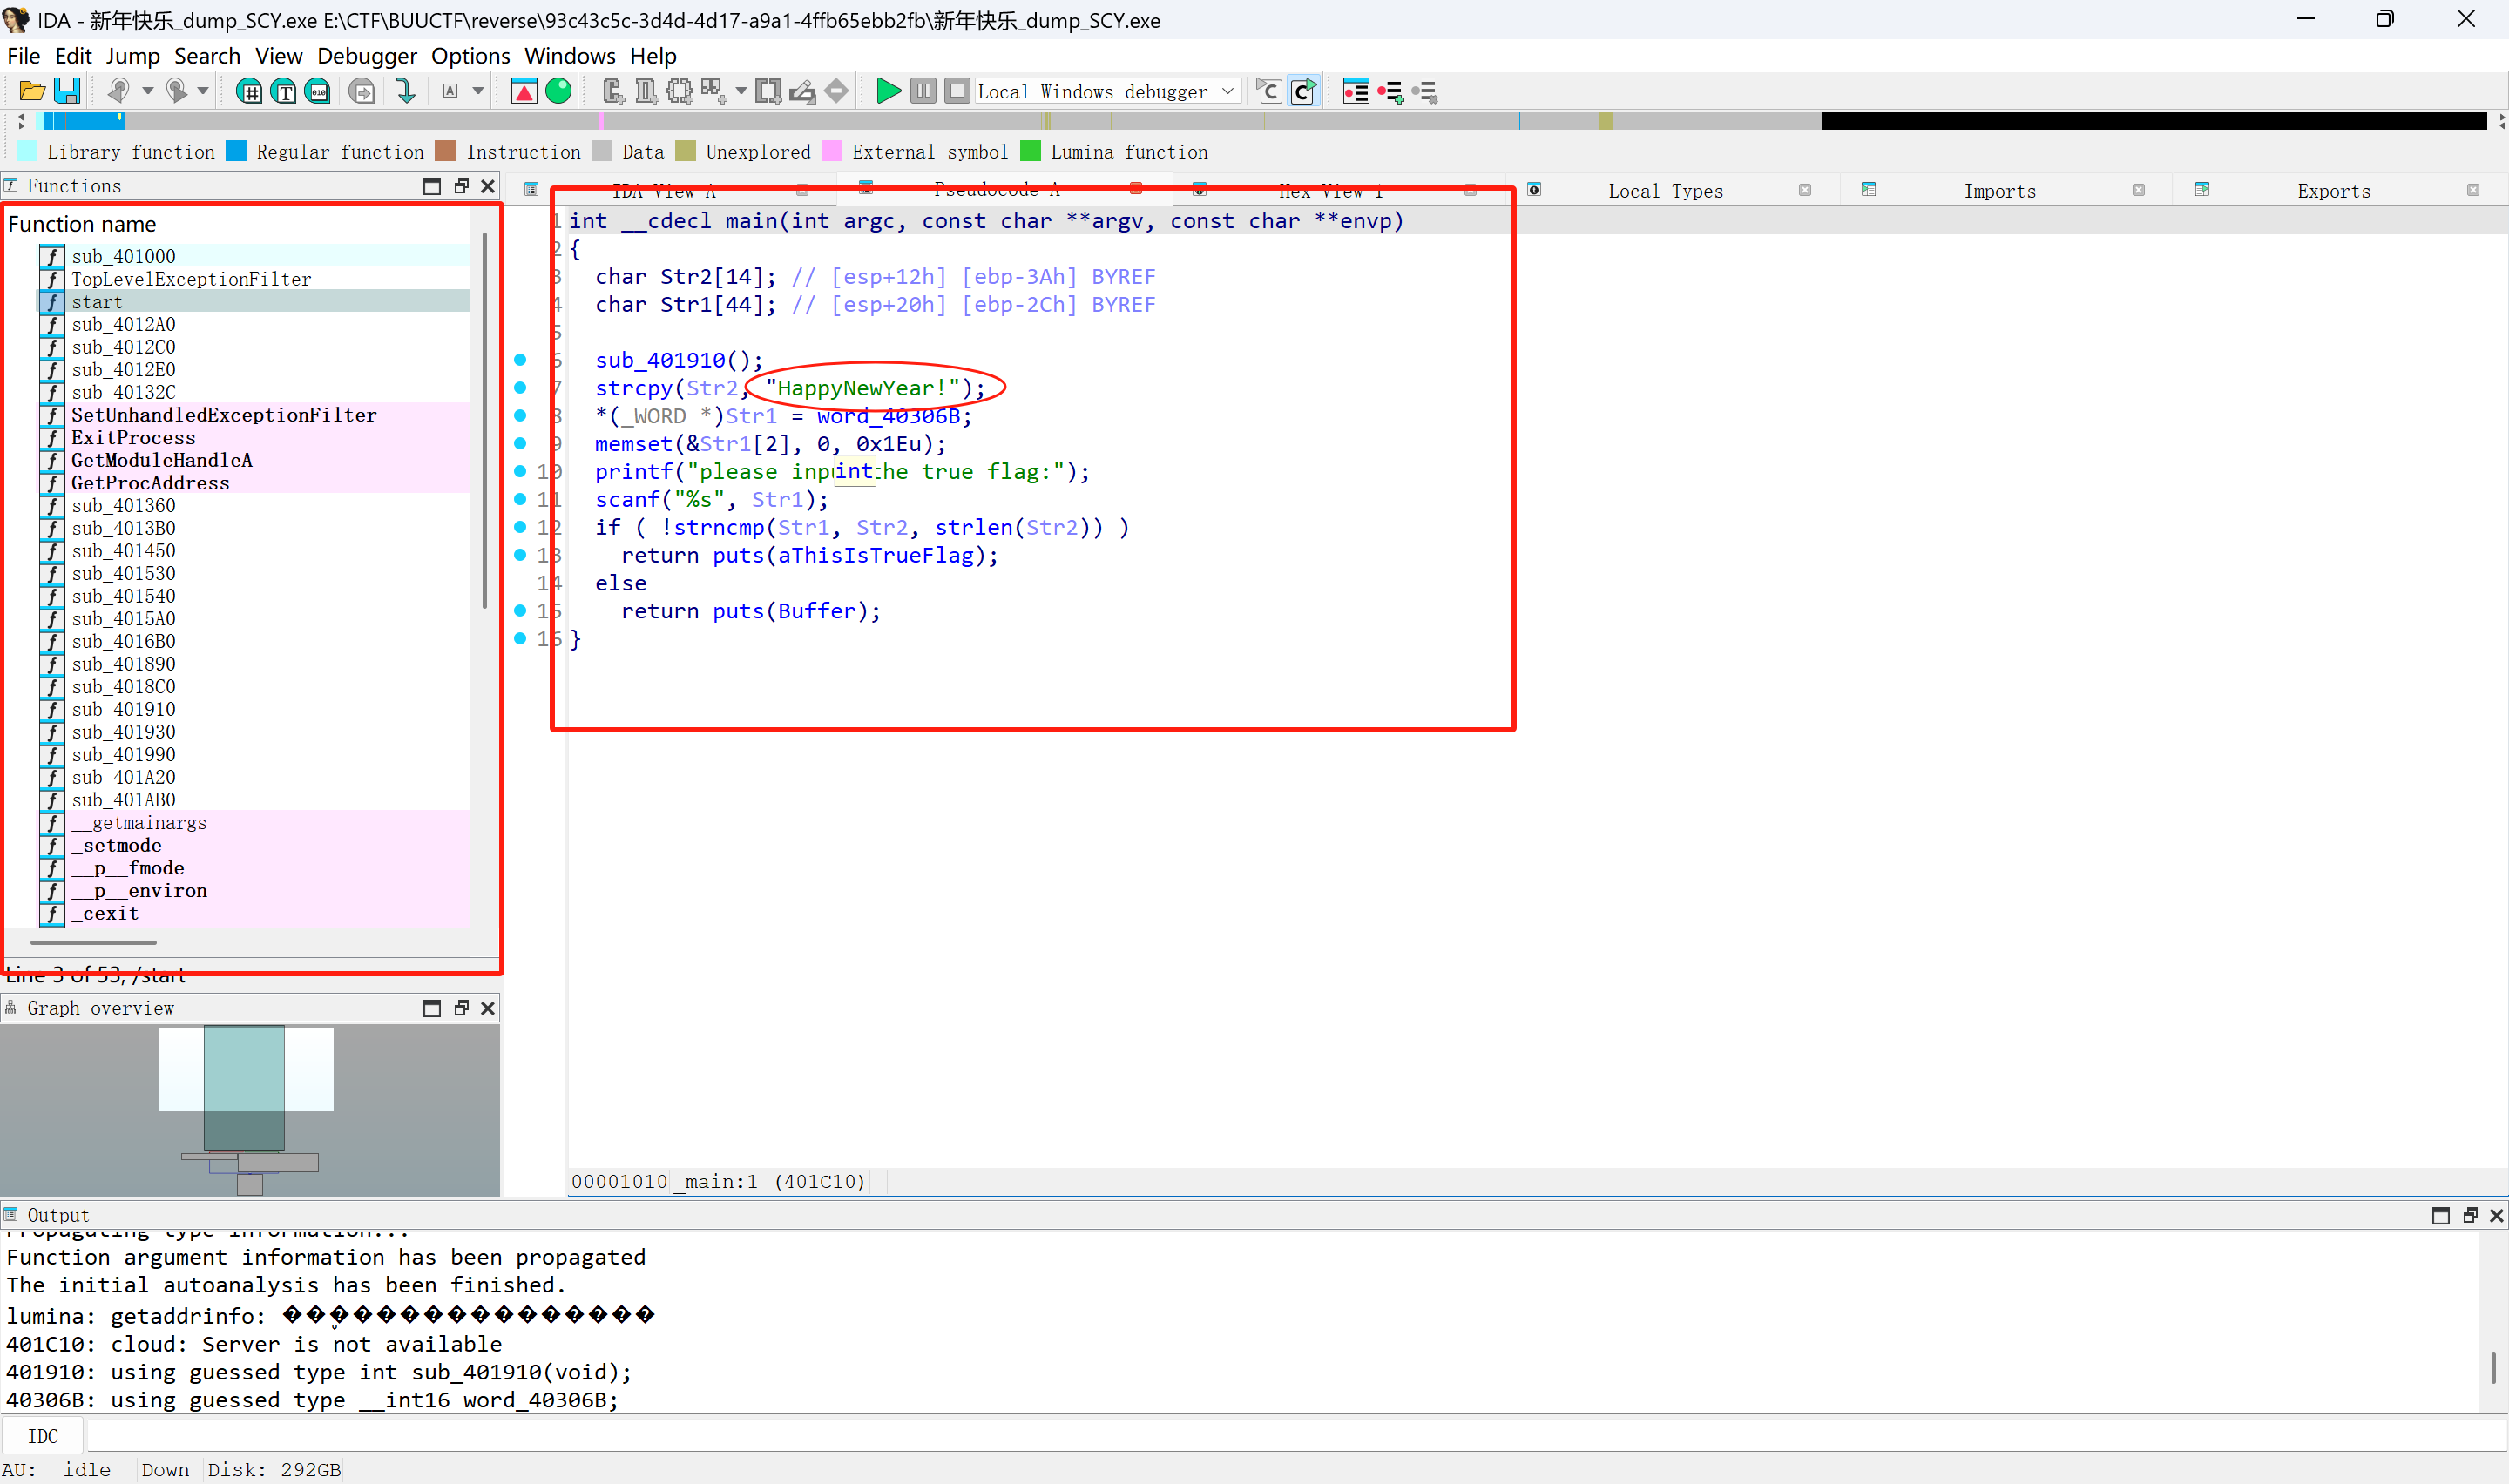 IDA - 新年快乐_dump_SCY.exe E:\CTF\BUUCTF\reverse\93c43c5c-3d4d-4d17-a9a1-4ffb65ebb2fb\新年快乐_dump_SCY.exe
File Edit Jump Search View Debugger Options Windows Help
Local Windows debugger
Library function Regular function Instruction Data Unexplored External symbol Lumina function
Functions
Function name
sub_401000
TopLevelExceptionFilter
start
sub_4012A0
sub_4012C0
sub_4012E0
sub_40132C
SetUnhandledExceptionFilter
ExitProcess
GetModuleHandleA
GetProcAddress
sub_401360
sub_4013B0
sub_401450
sub_401530
sub_401540
sub_4015A0
sub_4016B0
sub_401890
sub_4018C0
sub_401910
sub_401930
sub_401990
sub_401A20
sub_401AB0
__getmainargs
_setmode
__p__fmode
__p__environ
_cexit
Line 3 of 53, /start
Graph overview
IDA View A Pseudocode A Hex View 1 Local Types Imports Exports
1 int __cdecl main(int argc, const char **argv, const char **envp)
2 {
3 char Str2[14]; // [esp+12h] [ebp-3Ah] BYREF
4 char Str1[44]; // [esp+20h] [ebp-2Ch] BYREF
5
6 sub_401910();
7 strcpy(Str2, "HappyNewYear!");
8 *(_WORD *)Str1 = word_40306B;
9 memset(&Str1[2], 0, 0x1Eu);
10 printf("please inp int he true flag:");
11 scanf("%s", Str1);
12 if ( !strncmp(Str1, Str2, strlen(Str2)) )
13 return puts(aThisIsTrueFlag);
14 else
15 return puts(Buffer);
16 }
00001010 _main:1 (401C10)
Output
Propagating type information...
Function argument information has been propagated
The initial autoanalysis has been finished.
lumina: getaddrinfo:
401C10: cloud: Server is not available
401910: using guessed type int sub_401910(void);
40306B: using guessed type __int16 word_40306B;
IDC
AU: idle Down Disk: 292GB